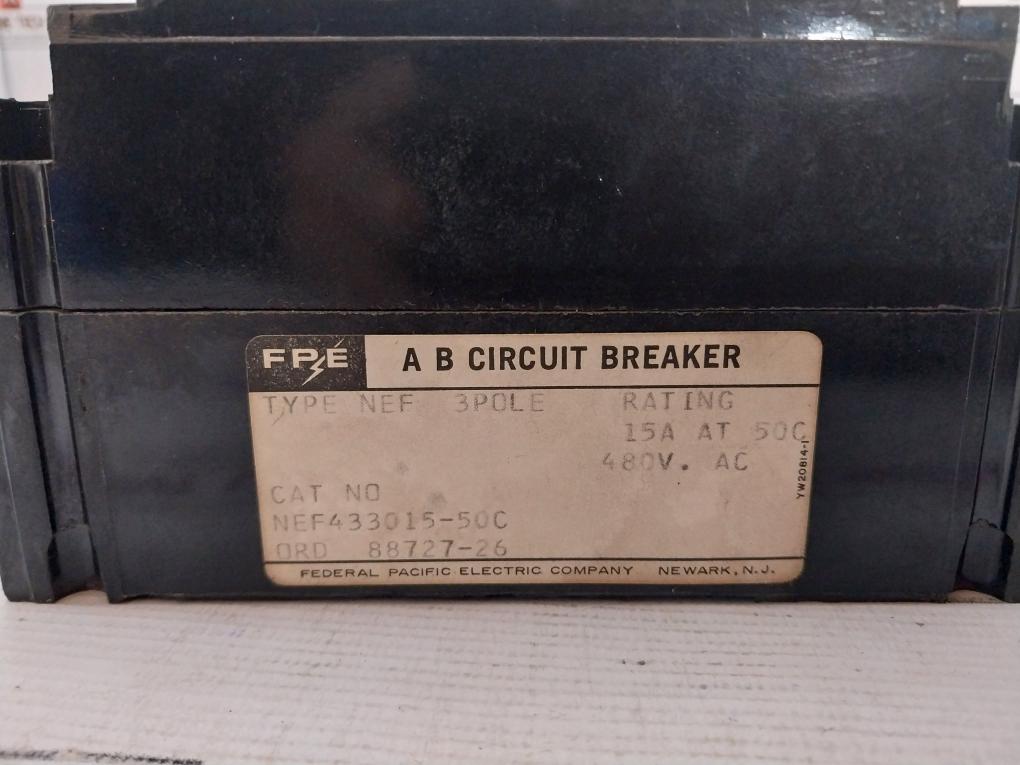 FPE A B CIRCUIT BREAKER
TYPE NEF 3POLE RATING
15A AT 50C
480V. AC
YW20814-1
CAT NO
NEF433015-50C
ORD 88727-26
FEDERAL PACIFIC ELECTRIC COMPANY NEWARK, N.J.